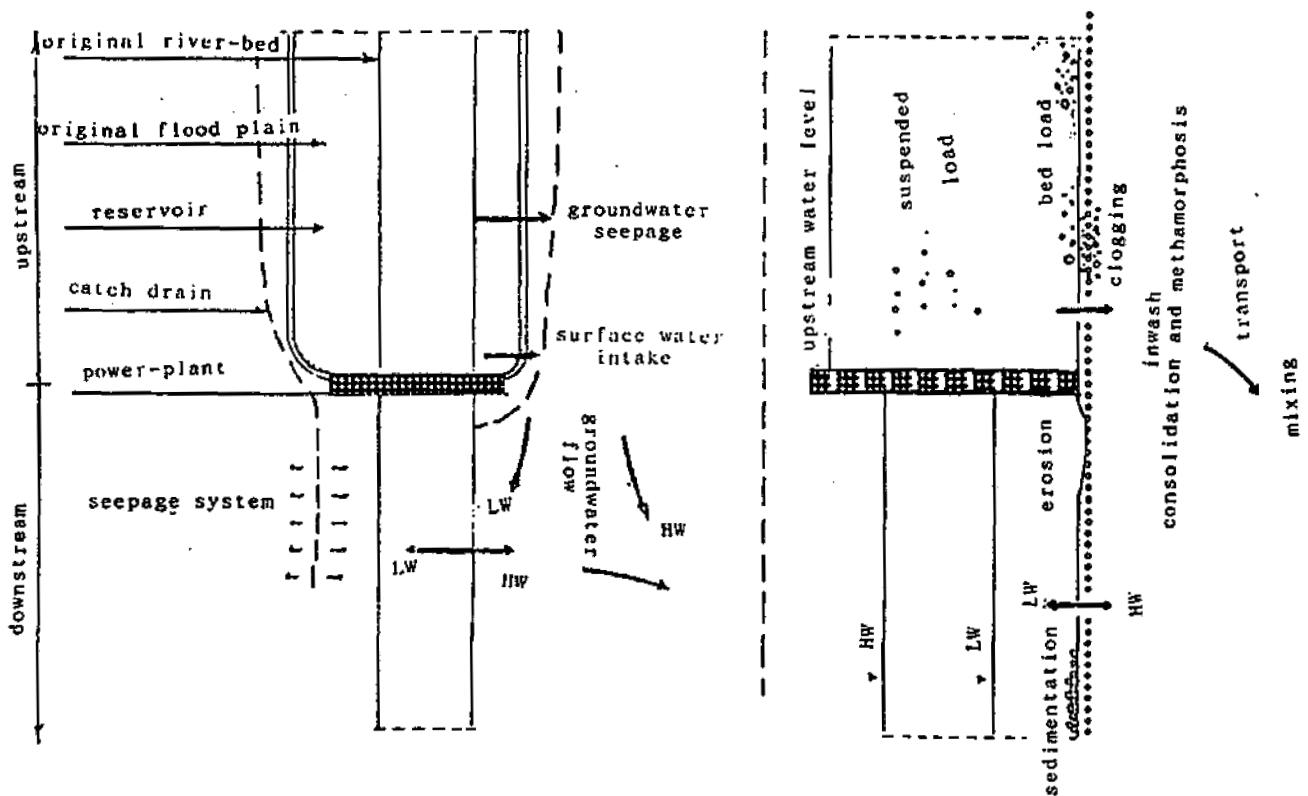 original river-bed
original flood plain
reservoir
catch drain
power-plant
seepage system
upstream
downstream
groundwater
seepage
surface water
intake
groundwater
flow
LW
HW
LW
HW
upstream water level
suspended
load
bed load
clogging
inwash
consolidation and methamorphosis
transport
mixing
erosion
sedimentation
HW
LW
LW
HW